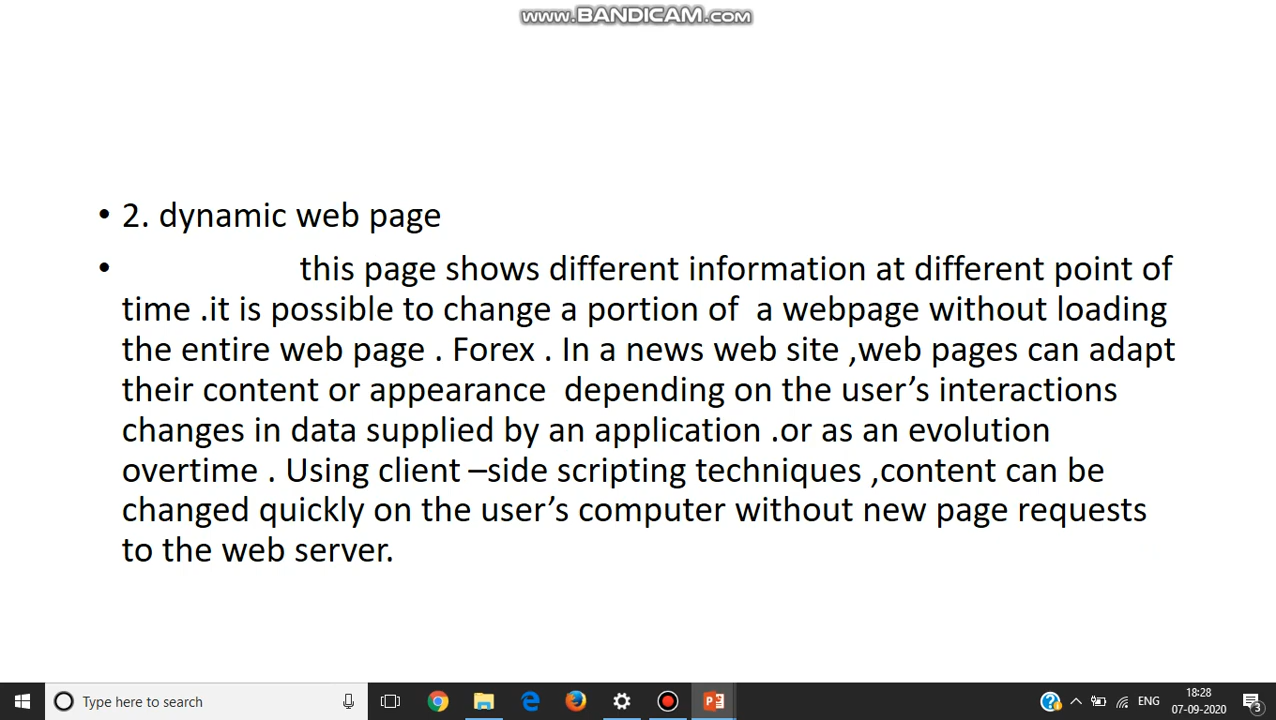 www.BANDICAM.com
• 2. dynamic web page
• this page shows different information at different point of
time .it is possible to change a portion of a webpage without loading
the entire web page . Forex . In a news web site ,web pages can adapt
their content or appearance depending on the user’s interactions
changes in data supplied by an application .or as an evolution
overtime . Using client –side scripting techniques ,content can be
changed quickly on the user’s computer without new page requests
to the web server.
Type here to search
ENG
18:28
07-09-2020
3